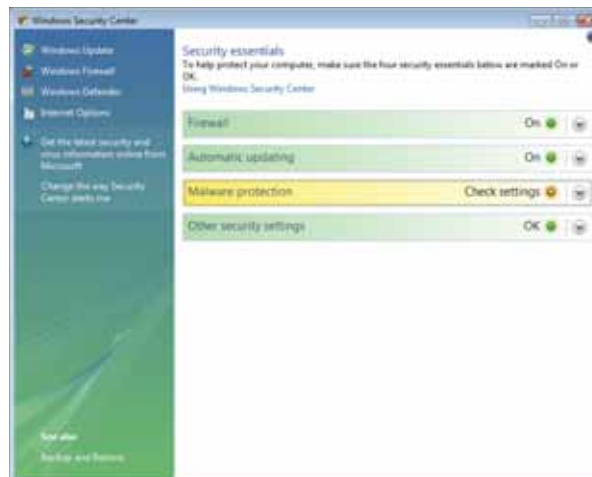 Windows Security Center
Windows Update
Windows Firewall
Windows Defender
Internet Options
Get the latest security and
virus information online from
Microsoft
Change the way Security
Center alerts me
See also
Backup and Restore
Security essentials
To help protect your computer, make sure the four security essentials below are marked On or
OK.
Using Windows Security Center
Firewall On
Automatic updating On
Malware protection Check settings
Other security settings OK